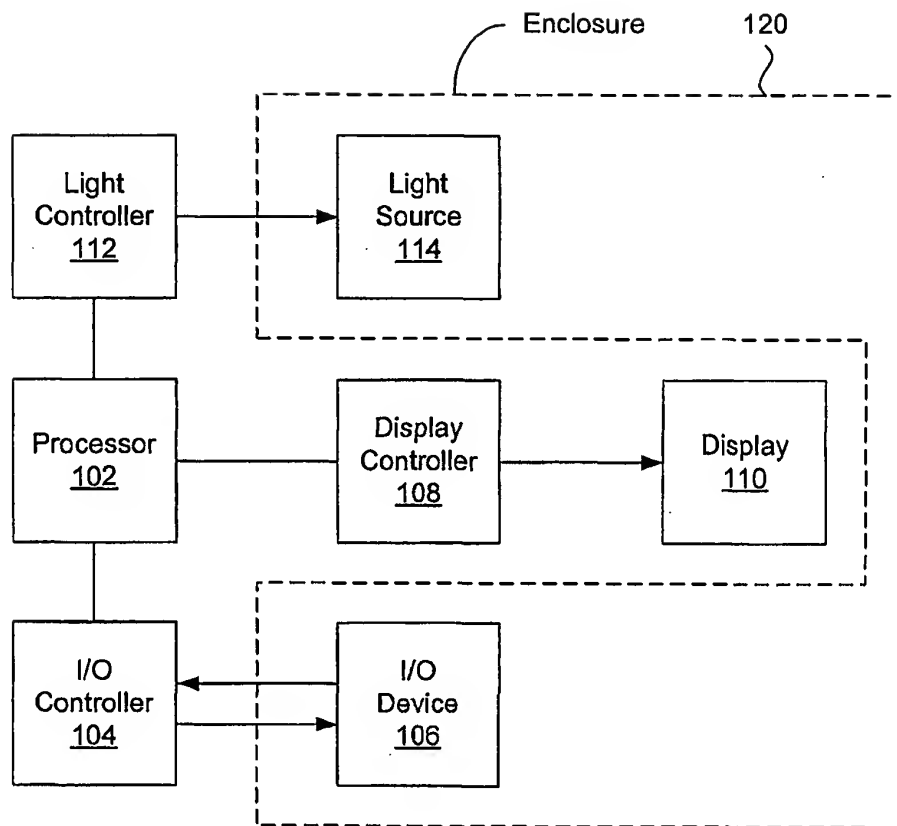 Enclosure
120
Light
Controller
112
Light
Source
114
Processor
102
Display
Controller
108
Display
110
I/O
Controller
104
I/O
Device
106